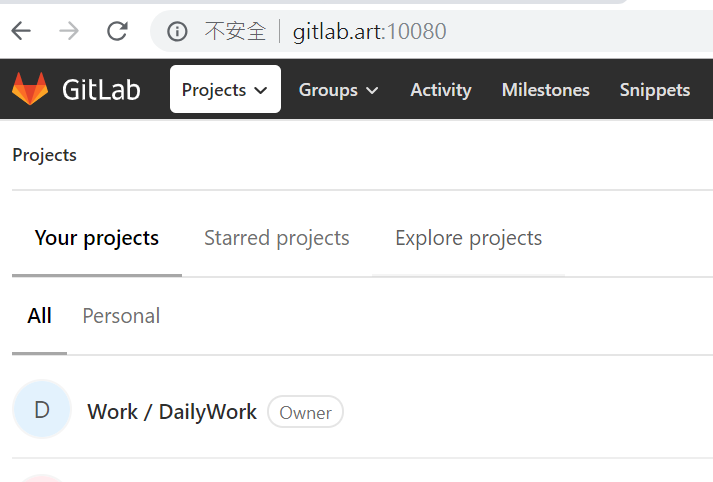 不安全 gitlab.art:10080
GitLab Projects Groups Activity Milestones Snippets
Projects
Your projects Starred projects Explore projects
All Personal
D Work / DailyWork Owner